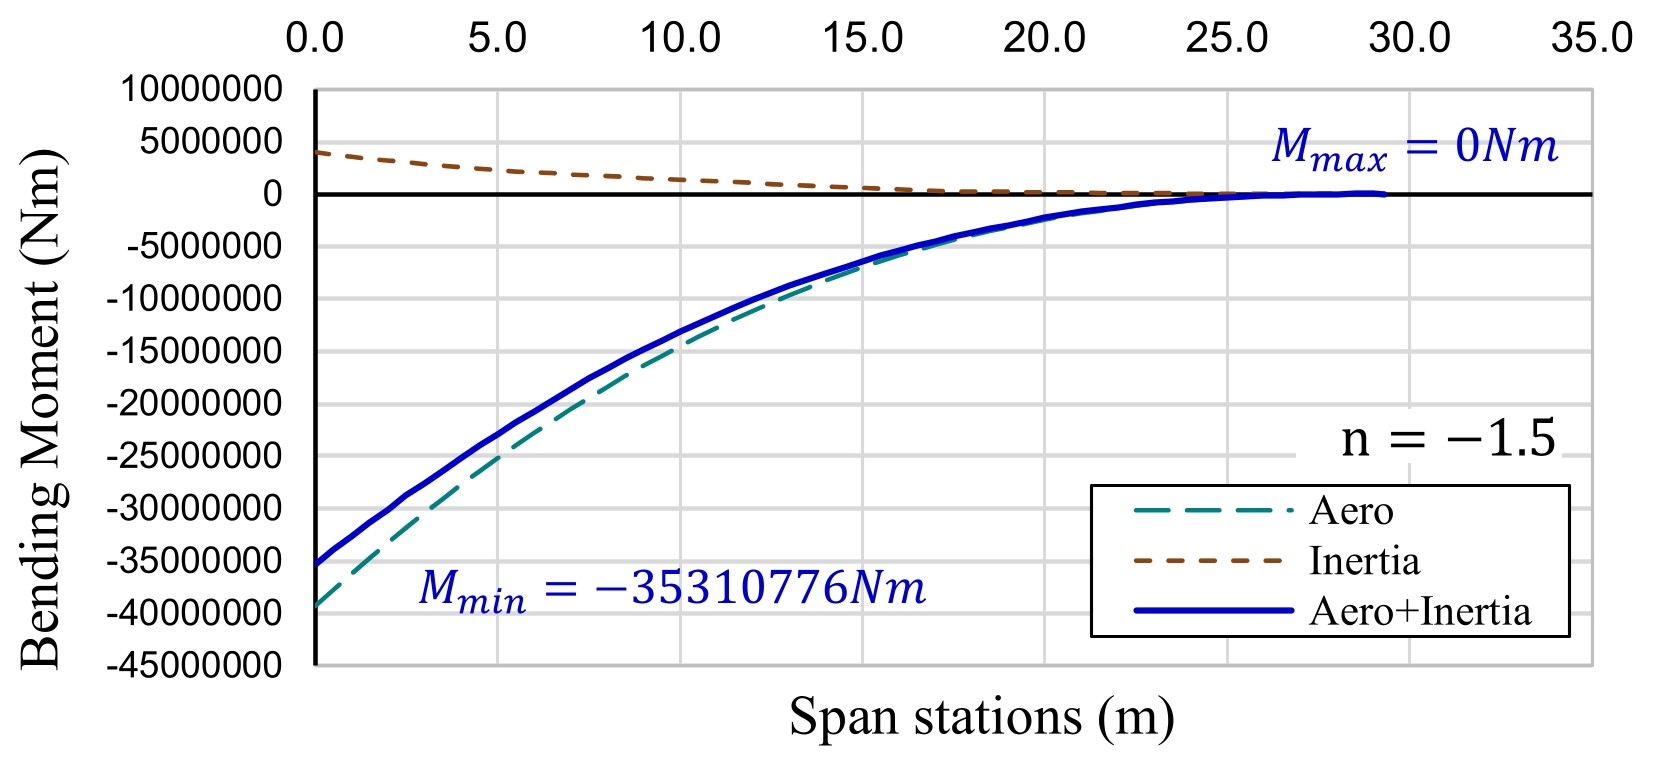 0.0 5.0 10.0 15.0 20.0 25.0 30.0 35.0
10000000
5000000
0
-5000000
-10000000
-15000000
-20000000
-25000000
-30000000
-35000000
-40000000
-45000000
Bending Moment (Nm)
M_max = 0Nm
n = −1.5
M_min = −35310776Nm
Aero
Inertia
Aero+Inertia
Span stations (m)